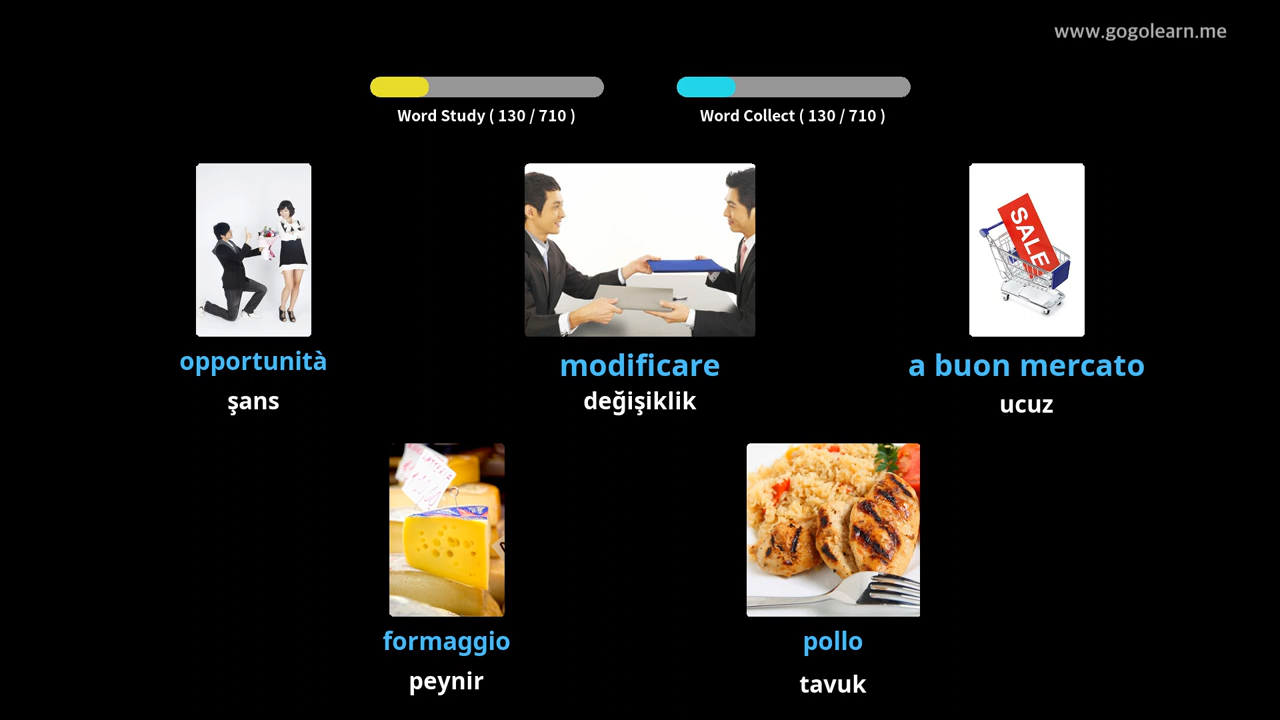 www.gogolearn.me
Word Study ( 130 / 710 )
Word Collect ( 130 / 710 )
SALE
opportunità
modificare
a buon mercato
şans
değişiklik
ucuz
formaggio
pollo
peynir
tavuk